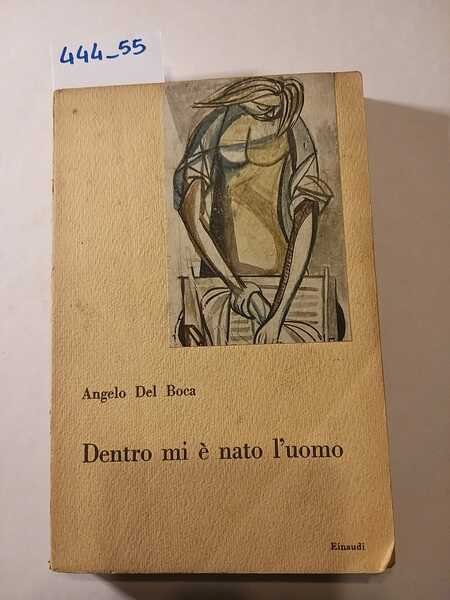 444_55
Angelo Del Boca
Dentro mi è nato l'uomo
Einaudi